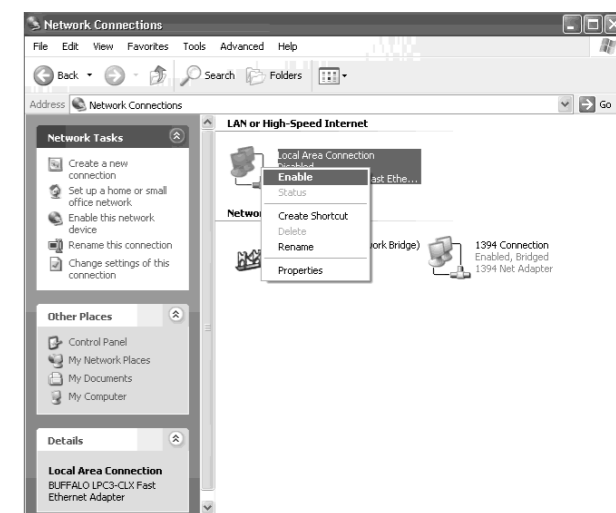 Network Connections
File Edit View Favorites Tools Advanced Help
Back Search Folders
Address Network Connections Go
Network Tasks
Create a new
connection
Set up a home or small
office network
Enable this network
device
Rename this connection
Change settings of this
connection
Other Places
Control Panel
My Network Places
My Documents
My Computer
Details
Local Area Connection
BUFFALO LPC3-CLX Fast
Ethernet Adapter
LAN or High-Speed Internet
Local Area Connection
Disabled
ast Ethe...
Enable
Status
Create Shortcut
Delete
Rename
Properties
Networ
ork Bridge)
1394 Connection
Enabled, Bridged
1394 Net Adapter